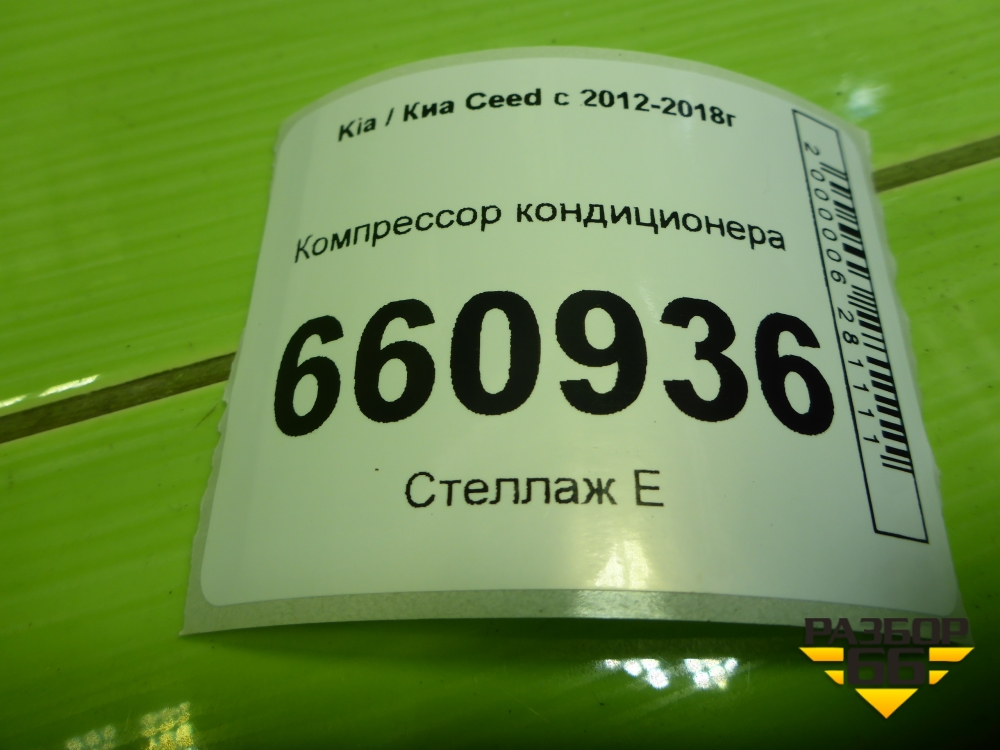 Kia / Киа Ceed с 2012-2018г
Компрессор кондиционера
660936
Стеллаж Е
2000006281111
РАЗБОР
66